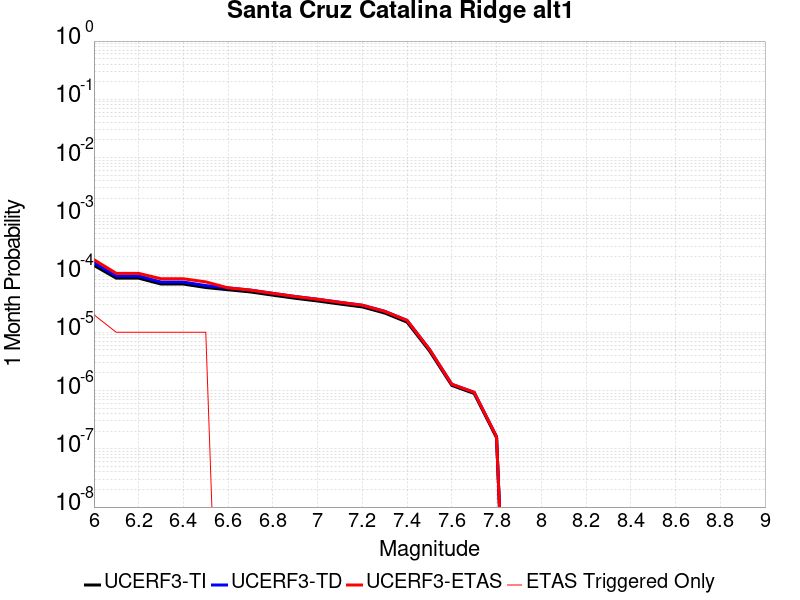 Santa Cruz Catalina Ridge alt1
1 Month Probability
10^0
10^-1
10^-2
10^-3
10^-4
10^-5
10^-6
10^-7
10^-8
6 6.2 6.4 6.6 6.8 7 7.2 7.4 7.6 7.8 8 8.2 8.4 8.6 8.8 9
Magnitude
UCERF3-TI UCERF3-TD UCERF3-ETAS ETAS Triggered Only